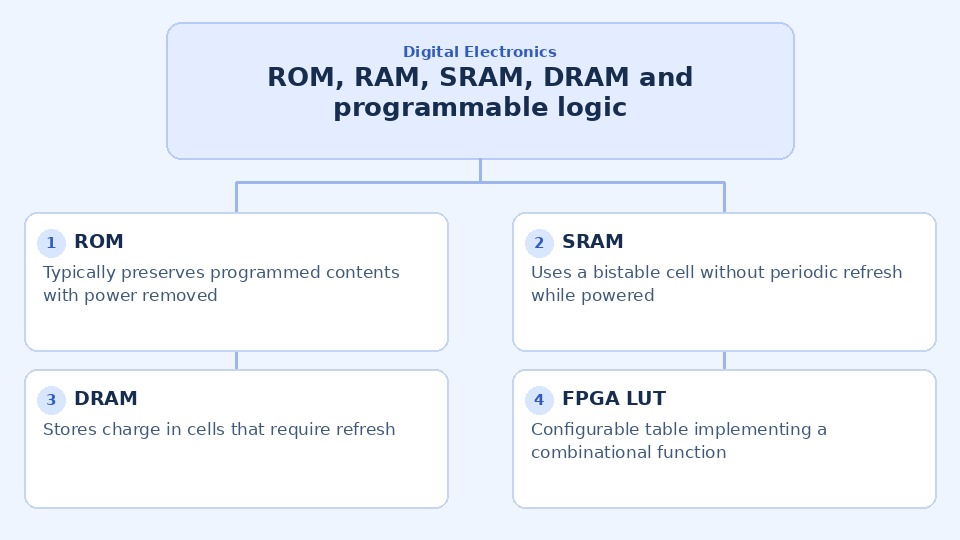 Digital Electronics
ROM, RAM, SRAM, DRAM and
programmable logic
1 ROM
Typically preserves programmed contents
with power removed
2 SRAM
Uses a bistable cell without periodic refresh
while powered
3 DRAM
Stores charge in cells that require refresh
4 FPGA LUT
Configurable table implementing a
combinational function